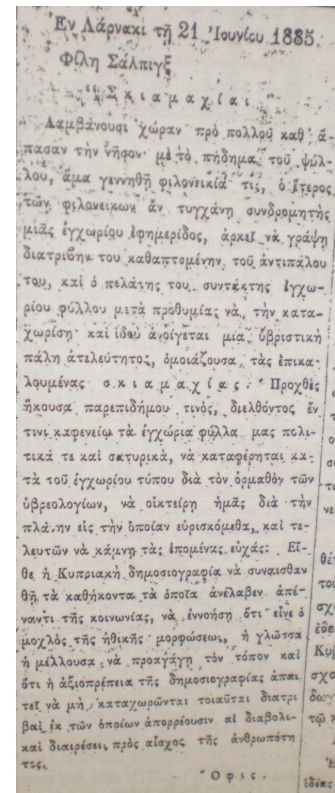 Ἐν Λάρνακι τῇ 21 Ἰουνίου 1885.
Φίλη Σάλπιγξ
"Σκιαμαχίαι"
Λαμβάνουσι χώραν πρὸ πολλοῦ καθ' ἅ-
πασαν τὴν νῆσον μὲ τὸ πήδημα τοῦ ψύλ-
λου, ἅμα γεννηθῇ φιλονεικία τις, ὁ ἕτερος
τῶν φιλονεικων ἂν τυγχάνῃ συνδρομητὴς
μιᾶς ἐγχωρίου ἐφημερίδος, ἀρκεῖ νὰ γράψῃ
διατριβὴν του καθαπτομένην τοῦ ἀντιπάλου
του, καὶ ὁ πελάτης του συντάκτης ἐγχω-
ρίου φύλλου μετὰ προθυμίας νὰ τὴν κατα-
χωρίσῃ καὶ ἰδοὺ ἀνοίγεται μία ὑβριστικὴ
πάλη ἀτελεύτητος, ὁμοιάζουσα τὰς ἐπικα-
λουμένας σκιαμαχίας. Προχθὲς
ἤκουσα παρεπιδήμου τινὸς, διελθόντος ἔν
τινι καφενείῳ τὰ ἐγχώρια φύλλα μας πολι-
τικά τε καὶ σατυρικὰ, νὰ καταφέρηται κα-
τὰ τοῦ ἐγχωρίου τύπου διὰ τὸν ὁρμαθὸν τῶν
ὑβρεολογίων, νὰ οἰκτείρῃ ἡμᾶς διὰ τὴν
πλάνην εἰς τὴν ὁποίαν εὑρισκόμεθα, καὶ τε-
λευτῶν νὰ κάμνῃ τὰς ἑπομένας εὐχάς: Εἴ-
θε ἡ Κυπριακὴ δημοσιογραφία νὰ συναισθαν
θῇ τὰ καθήκοντα τὰ ὁποῖα ἀνέλαβεν ἀπέ-
ναντι τῆς κοινωνίας, νὰ ἐννοήσῃ ὅτι εἶνε ὁ
μοχλὸς τῆς ἠθικῆς μορφώσεως, ἡ γλῶσσα
ἡ μέλλουσα νὰ προαγάγῃ τὸν τόπον καὶ
ὅτι ἡ ἀξιοπρέπεια τῆς δημοσιογραφίας ἀπαι
τεῖ νὰ μὴ καταχωρῶνται τοιαῦται διατρι
βαὶ ἐκ τῶν ὁποίων ἀπορρέουσιν αἱ διαβολι-
καὶ διαιρέσεις πρὸς αἶσχος τῆς ἀνθρωπότη
τος.
Ὄφις.